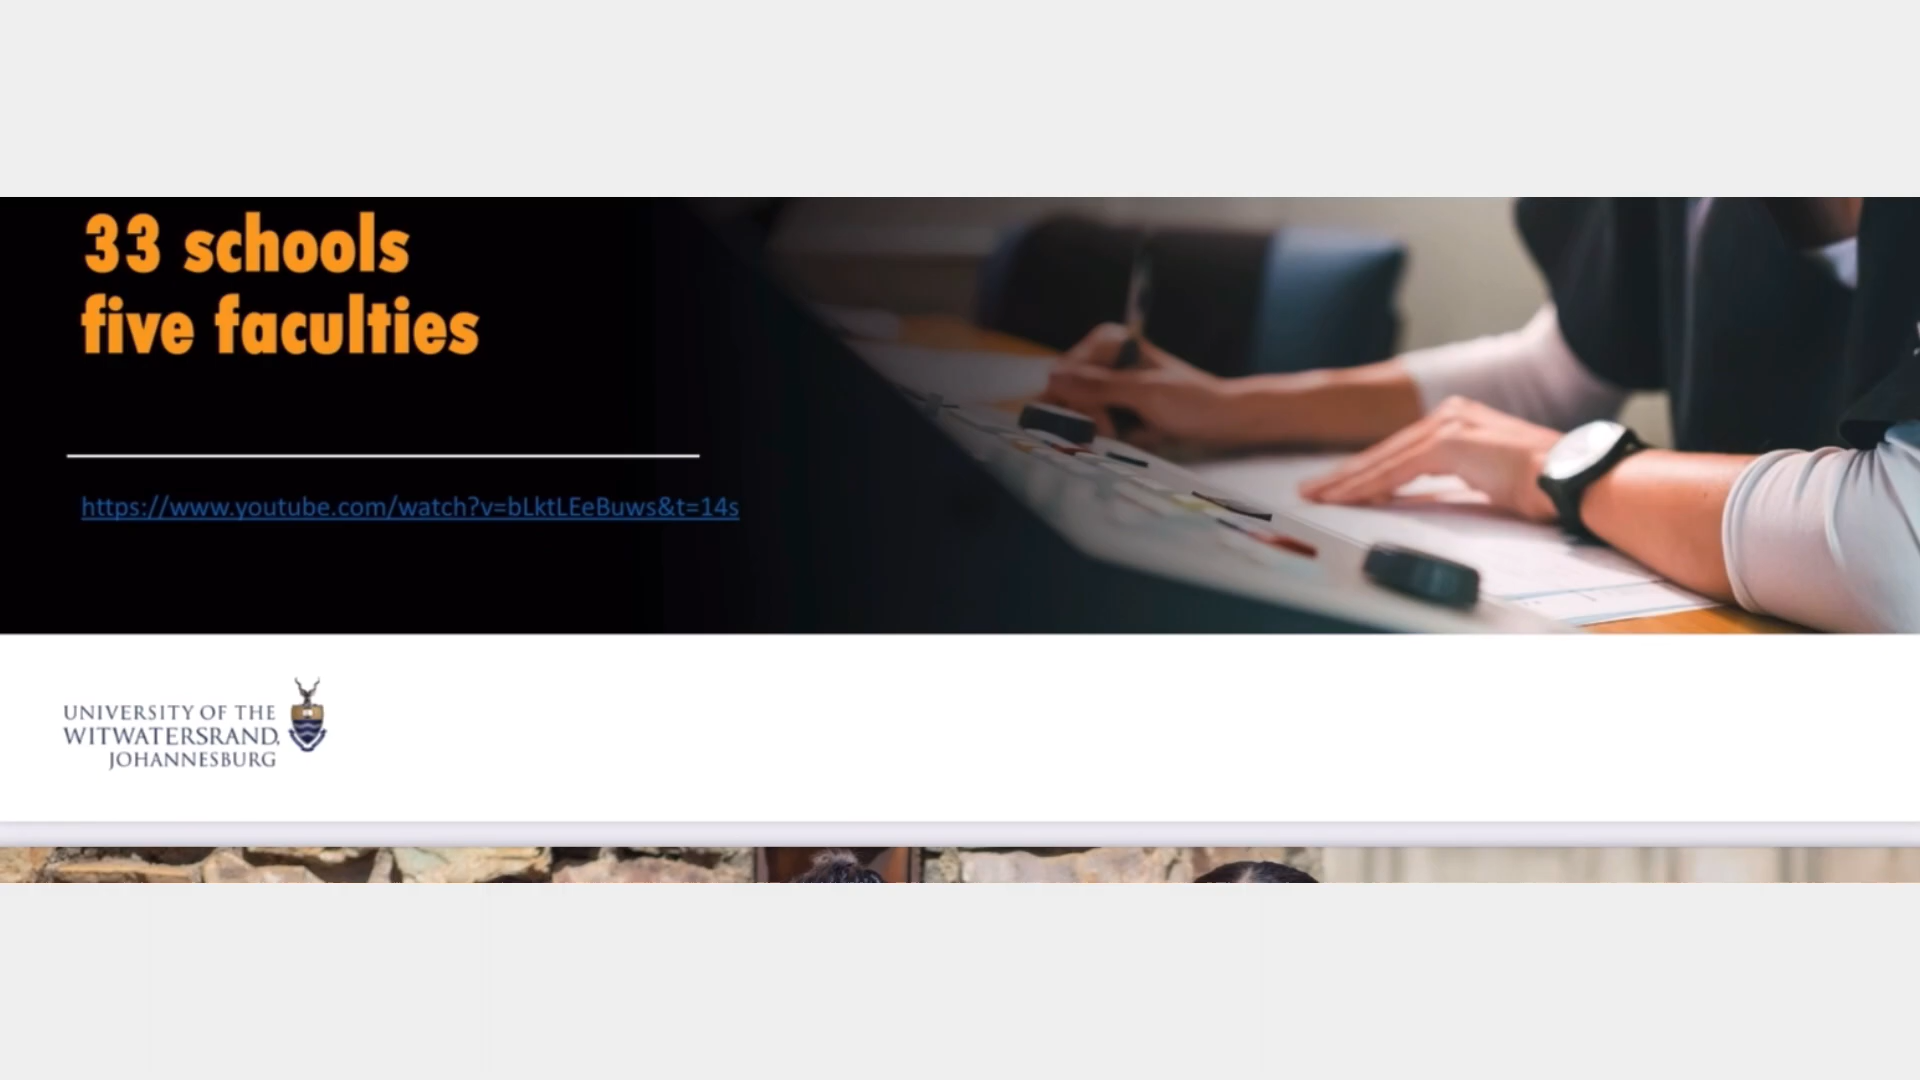 33 schools
five faculties
https://www.youtube.com/watch?v=bLktLEeBuws&t=14s
UNIVERSITY OF THE
WITWATERSRAND,
JOHANNESBURG